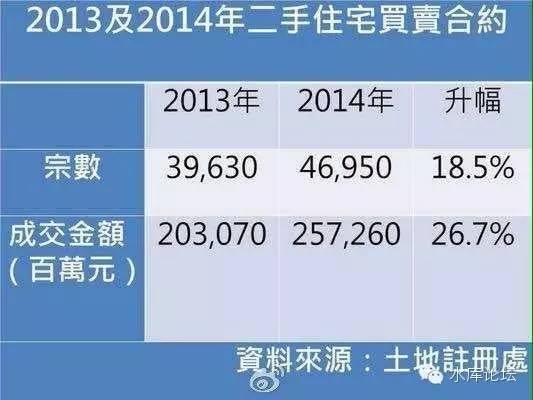 2013及2014年二手住宅買賣合約
2013年 2014年 升幅
宗數 39,630 46,950 18.5%
成交金額 203,070 257,260 26.7%
（百萬元）
資料來源：土地註冊處
水库论坛